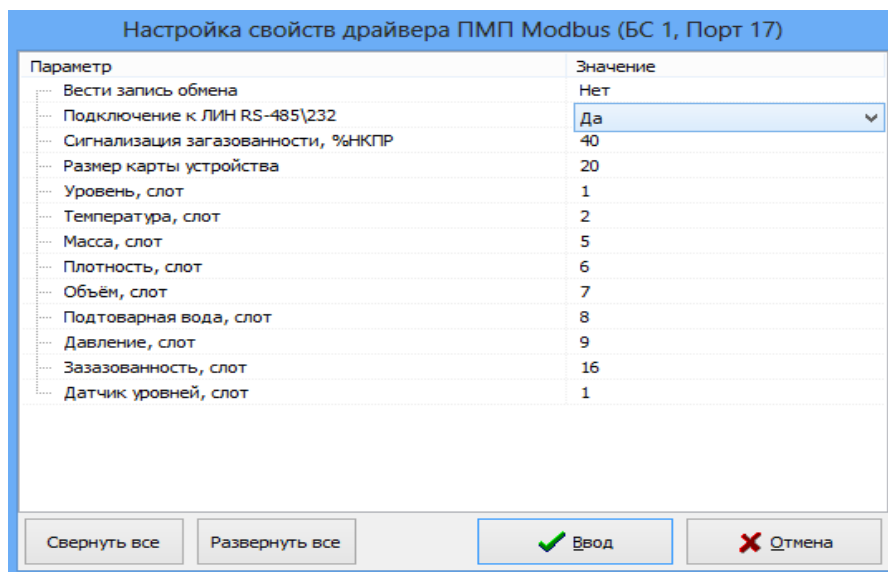 Настройка свойств драйвера ПМП Modbus (БС 1, Порт 17)
Параметр Значение
Вести запись обмена Нет
Подключение к ЛИН RS-485\232 Да
Сигнализация загазованности, %НКПР 40
Размер карты устройства 20
Уровень, слот 1
Температура, слот 2
Масса, слот 5
Плотность, слот 6
Объём, слот 7
Подтоварная вода, слот 8
Давление, слот 9
Зазазованность, слот 16
Датчик уровней, слот 1
Свернуть все Развернуть все Ввод Отмена